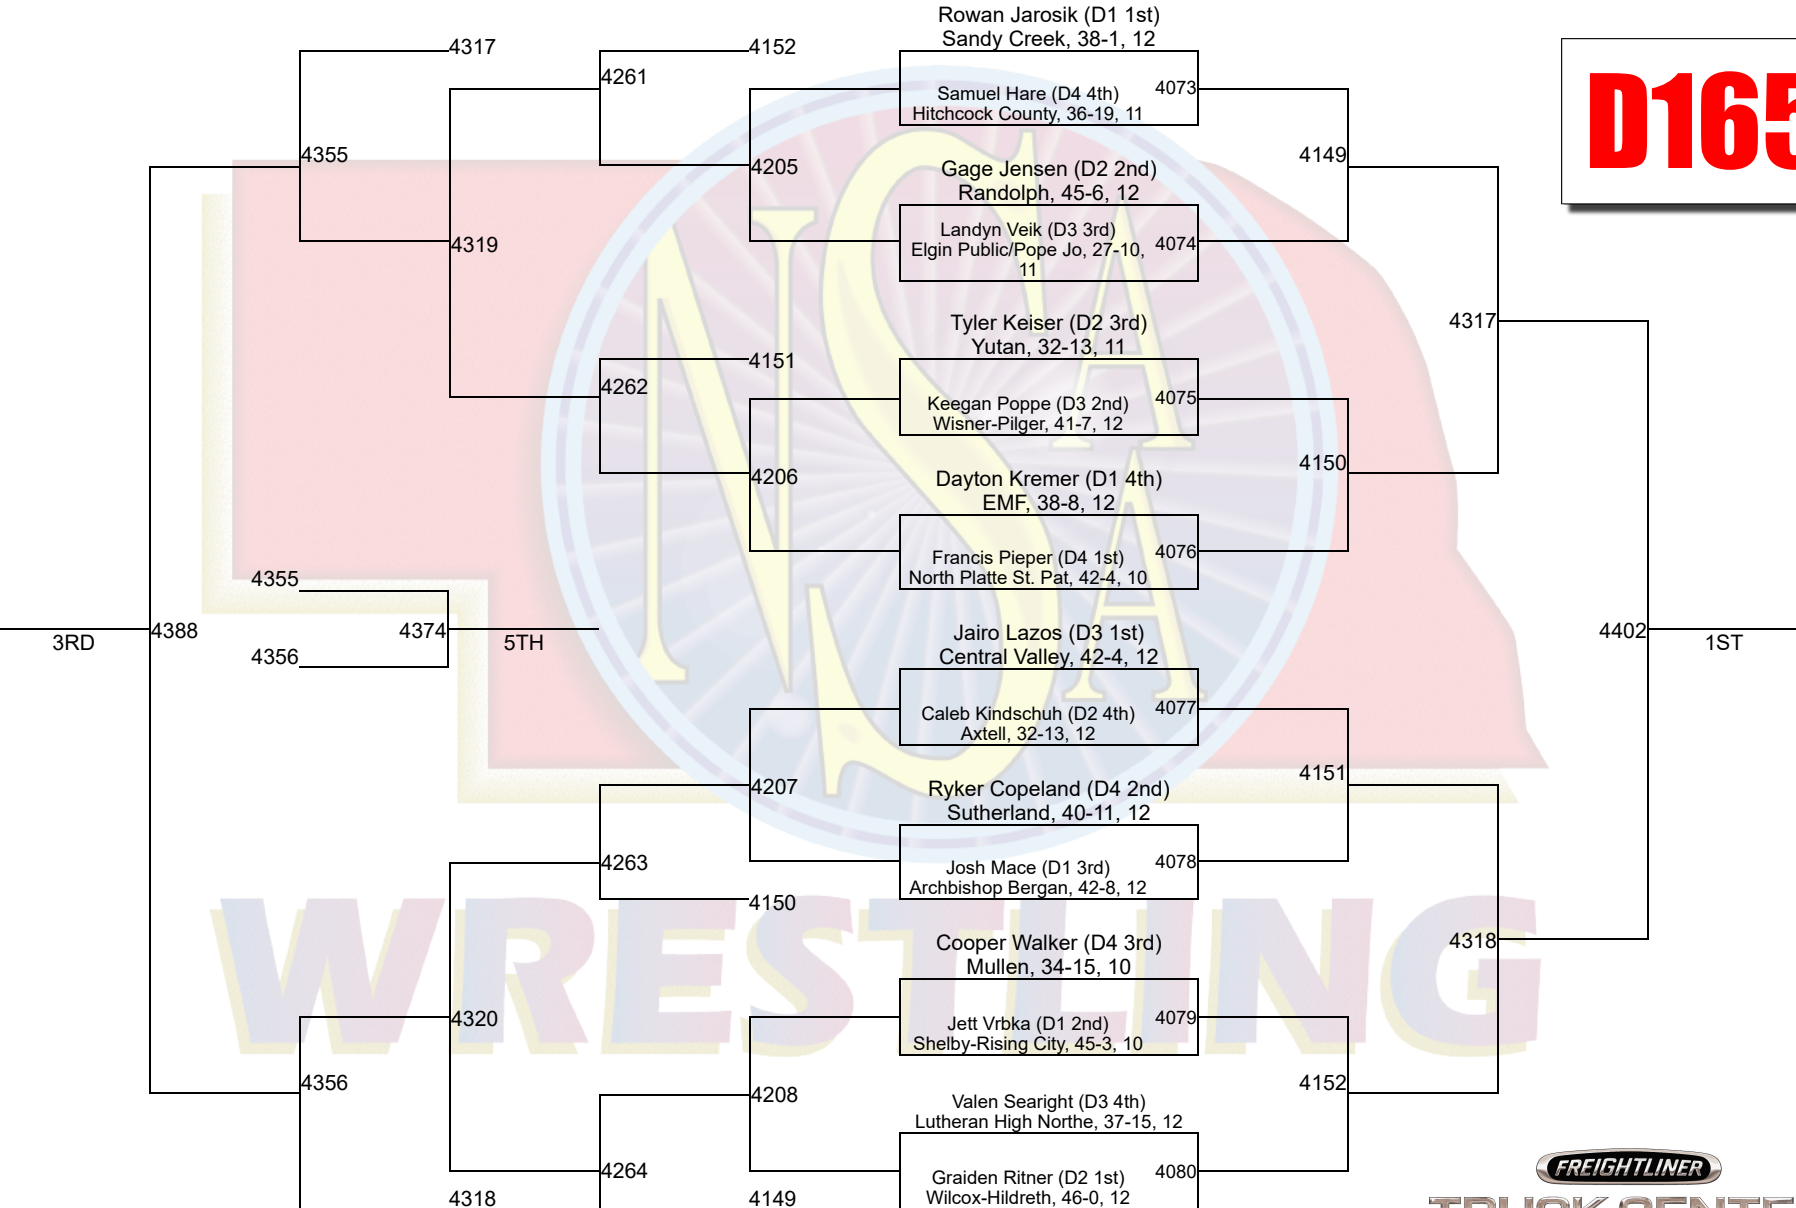 Rowan Jarosik (D1 1st)
Sandy Creek, 38-1, 12
4317
4152
4261
Samuel Hare (D4 4th)
Hitchcock County, 36-19, 11
4073
D165
4355
4205
Gage Jensen (D2 2nd)
Randolph, 45-6, 12
4149
4319
Landyn Veik (D3 3rd)
Elgin Public/Pope Jo, 27-10,
11
4074
Tyler Keiser (D2 3rd)
Yutan, 32-13, 11
4317
4151
4262
Keegan Poppe (D3 2nd)
Wisner-Pilger, 41-7, 12
4075
4206
Dayton Kremer (D1 4th)
EMF, 38-8, 12
4150
Francis Pieper (D4 1st)
North Platte St. Pat, 42-4, 10
4076
4355
3RD
4388
4374
5TH
4356
Jairo Lazos (D3 1st)
Central Valley, 42-4, 12
4402
1ST
Caleb Kindschuh (D2 4th)
Axtell, 32-13, 12
4077
4207
Ryker Copeland (D4 2nd)
Sutherland, 40-11, 12
4151
4263
Josh Mace (D1 3rd)
Archbishop Bergan, 42-8, 12
4078
4150
Cooper Walker (D4 3rd)
Mullen, 34-15, 10
4318
4320
Jett Vrbka (D1 2nd)
Shelby-Rising City, 45-3, 10
4079
4356
4208
Valen Searight (D3 4th)
Lutheran High Northe, 37-15, 12
4152
4264
Graiden Ritner (D2 1st)
Wilcox-Hildreth, 46-0, 12
4080
4318
4149
NSAA
WRESTLING
FREIGHTLINER
TRUCK CENTE